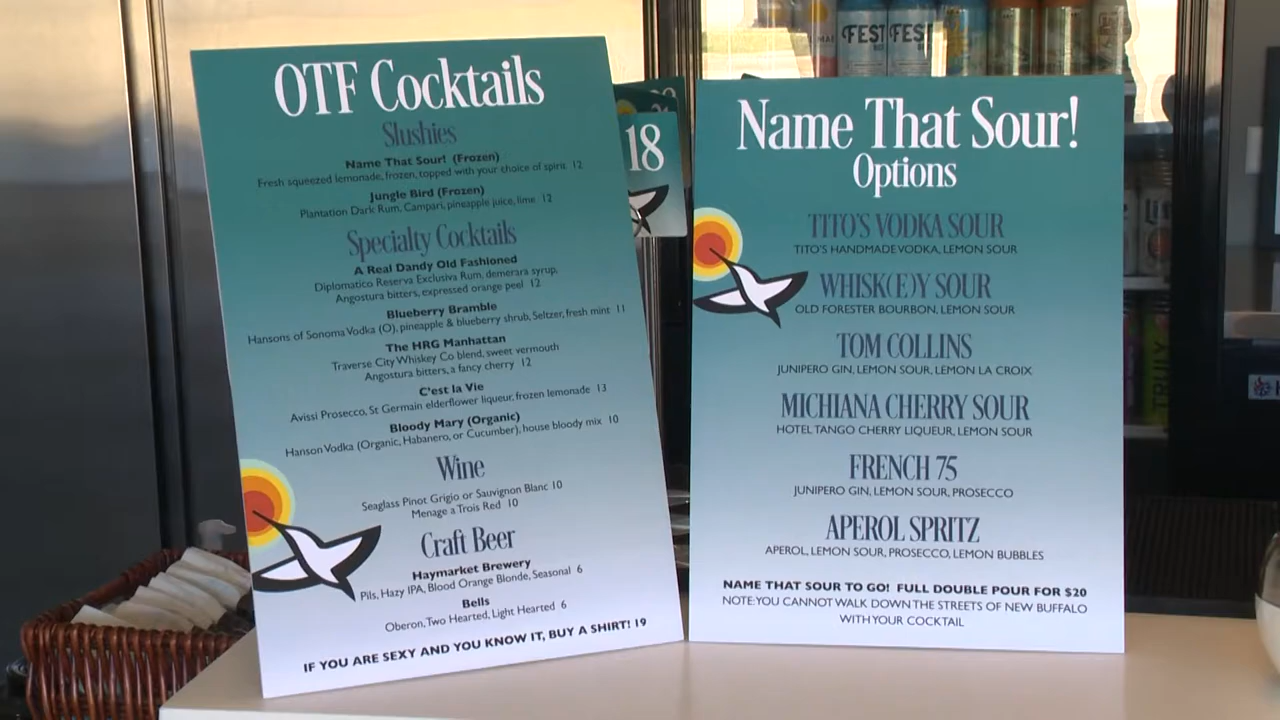 OTF Cocktails
Slushies
Name That Sour! (Frozen)
Fresh squeezed lemonade, frozen, topped with your choice of spirit 12
Jungle Bird (Frozen)
Plantation Dark Rum, Campari, pineapple juice, lime 12
Specialty Cocktails
A Real Dandy Old Fashioned
Diplomatico Reserva Exclusiva Rum, demerara syrup,
Angostura bitters, expressed orange peel 12
Blueberry Bramble
Hansons of Sonoma Vodka (O), pineapple & blueberry shrub, Seltzer, fresh mint 11
The HRG Manhattan
Traverse City Whiskey Co blend, sweet vermouth
Angostura bitters, a fancy cherry 12
C'est la Vie
Avissi Prosecco, St Germain elderflower liqueur, frozen lemonade 13
Bloody Mary (Organic)
Hanson Vodka (Organic, Habanero, or Cucumber), house bloody mix 10
Wine
Seaglass Pinot Grigio or Sauvignon Blanc 10
Menage a Trois Red 10
Craft Beer
Haymarket Brewery
Pils, Hazy IPA, Blood Orange Blonde, Seasonal 6
Bells
Oberon, Two Hearted, Light Hearted 6
IF YOU ARE SEXY AND YOU KNOW IT, BUY A SHIRT! 19
18
Name That Sour!
Options
TITO'S VODKA SOUR
TITO'S HANDMADE VODKA, LEMON SOUR
WHISK(E)Y SOUR
OLD FORESTER BOURBON, LEMON SOUR
TOM COLLINS
JUNIPERO GIN, LEMON SOUR, LEMON LA CROIX
MICHIANA CHERRY SOUR
HOTEL TANGO CHERRY LIQUEUR, LEMON SOUR
FRENCH 75
JUNIPERO GIN, LEMON SOUR, PROSECCO
APEROL SPRITZ
APEROL, LEMON SOUR, PROSECCO, LEMON BUBBLES
NAME THAT SOUR TO GO! FULL DOUBLE POUR FOR $20
NOTE: YOU CANNOT WALK DOWN THE STREETS OF NEW BUFFALO
WITH YOUR COCKTAIL
FEST FEST
TRULY